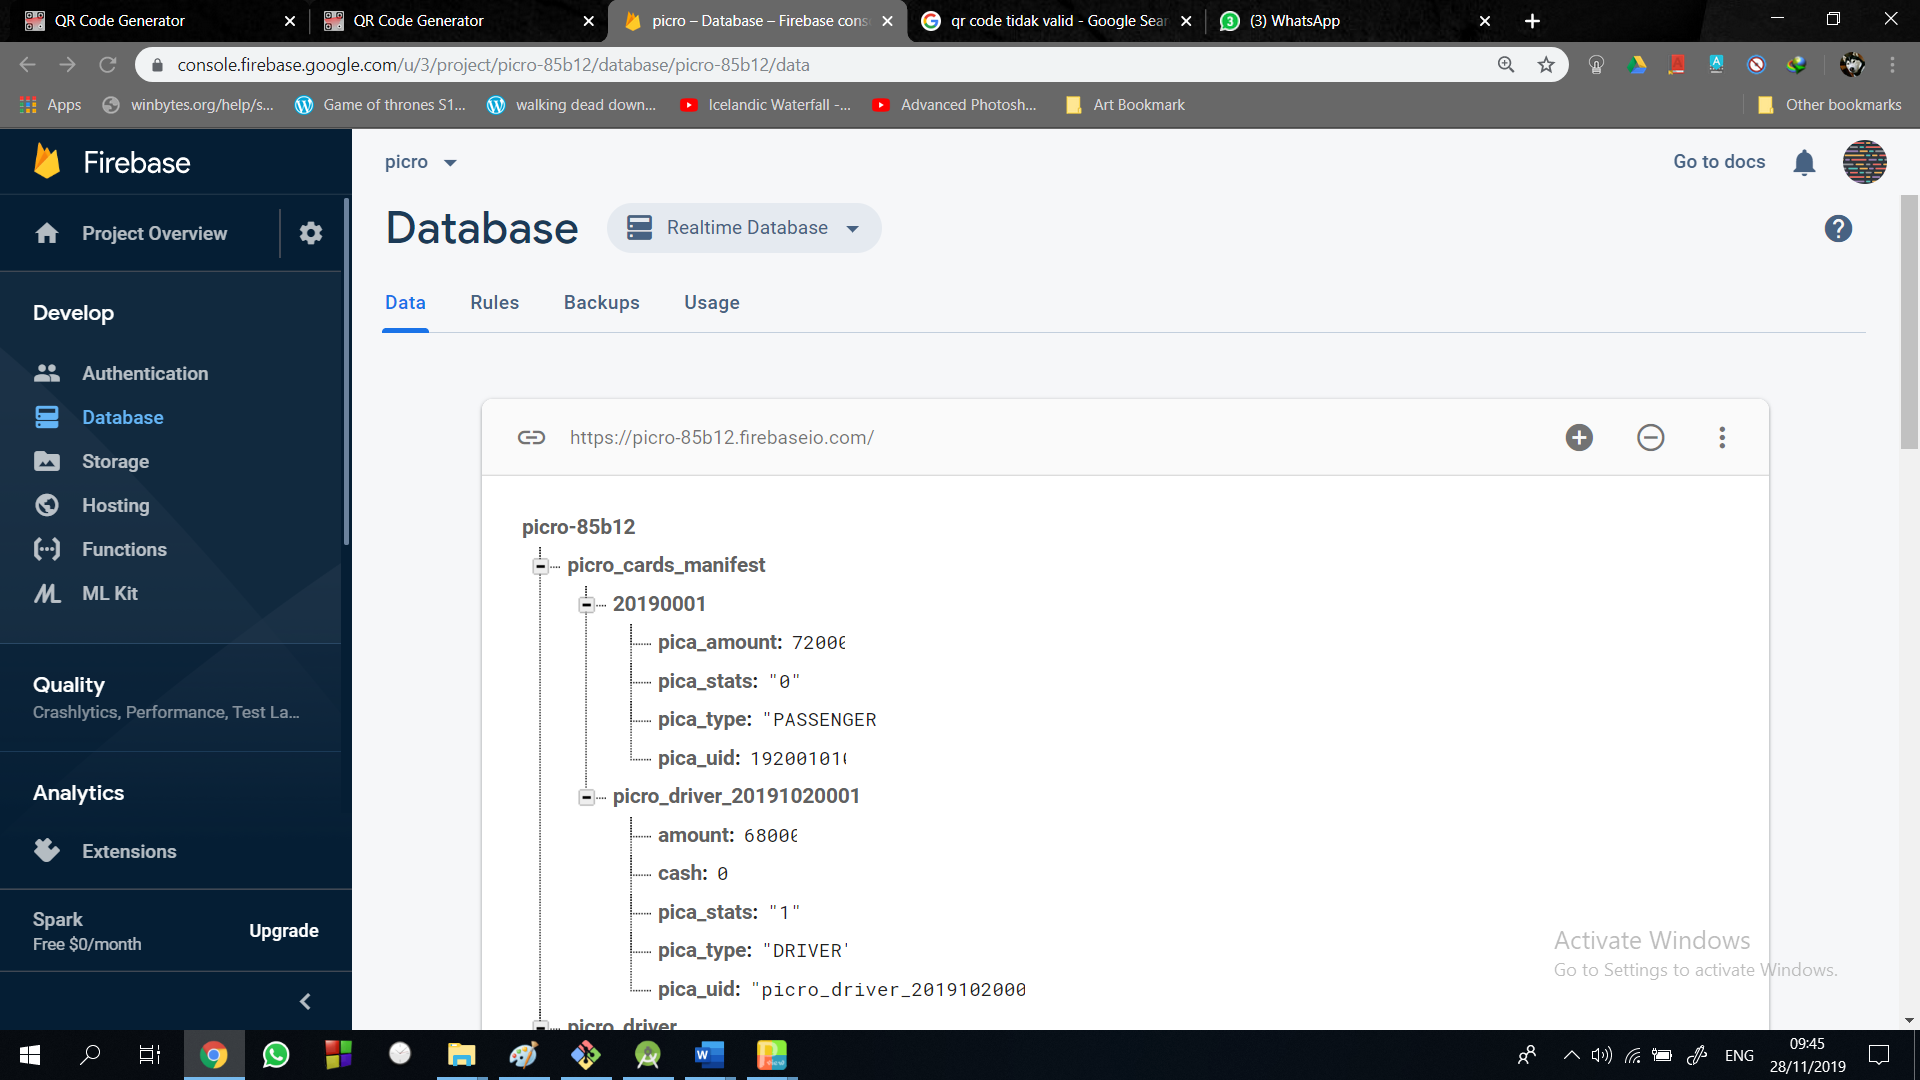 QR Code Generator
QR Code Generator
picro – Database – Firebase cons
qr code tidak valid - Google Sear
(3) WhatsApp
console.firebase.google.com/u/3/project/picro-85b12/database/picro-85b12/data
Apps
winbytes.org/help/s...
Game of thrones S1...
walking dead down...
Icelandic Waterfall -...
Advanced Photosh...
Art Bookmark
Other bookmarks
Firebase
picro
Go to docs
Project Overview
Database
Realtime Database
Develop
Data
Rules
Backups
Usage
Authentication
Database
Storage
Hosting
Functions
ML Kit
https://picro-85b12.firebaseio.com/
picro-85b12
picro_cards_manifest
20190001
pica_amount: 72000
pica_stats: "0"
pica_type: "PASSENGER
pica_uid: 192001010
picro_driver_20191020001
amount: 68000
cash: 0
pica_stats: "1"
pica_type: "DRIVER"
pica_uid: "picro_driver_2019102000
picro_driver
Quality
Crashlytics, Performance, Test La...
Analytics
Extensions
Spark
Free $0/month
Upgrade
Activate Windows
Go to Settings to activate Windows.
ENG
09:45
28/11/2019